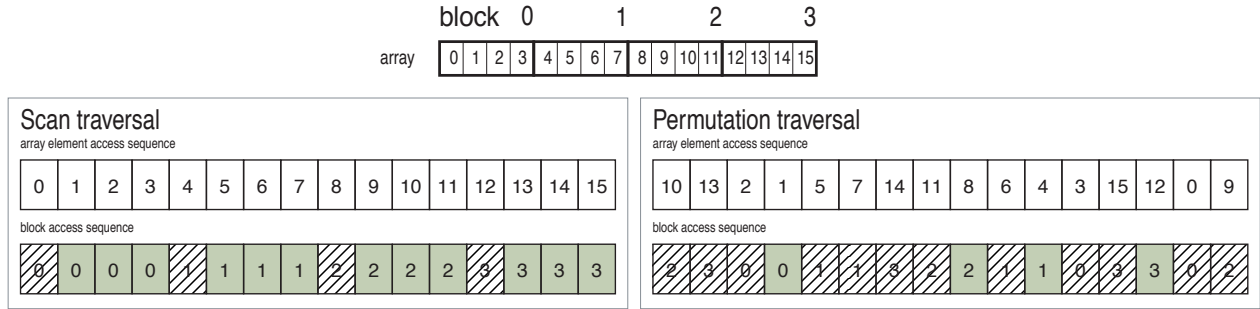 block 0 1 2 3
array 0 1 2 3 4 5 6 7 8 9 10 11 12 13 14 15
Scan traversal
array element access sequence
0 1 2 3 4 5 6 7 8 9 10 11 12 13 14 15
block access sequence
0 0 0 0 1 1 1 1 2 2 2 2 3 3 3 3
Permutation traversal
array element access sequence
10 13 2 1 5 7 14 11 8 6 4 3 15 12 0 9
block access sequence
2 3 0 0 1 1 3 2 2 1 1 0 3 3 0 2